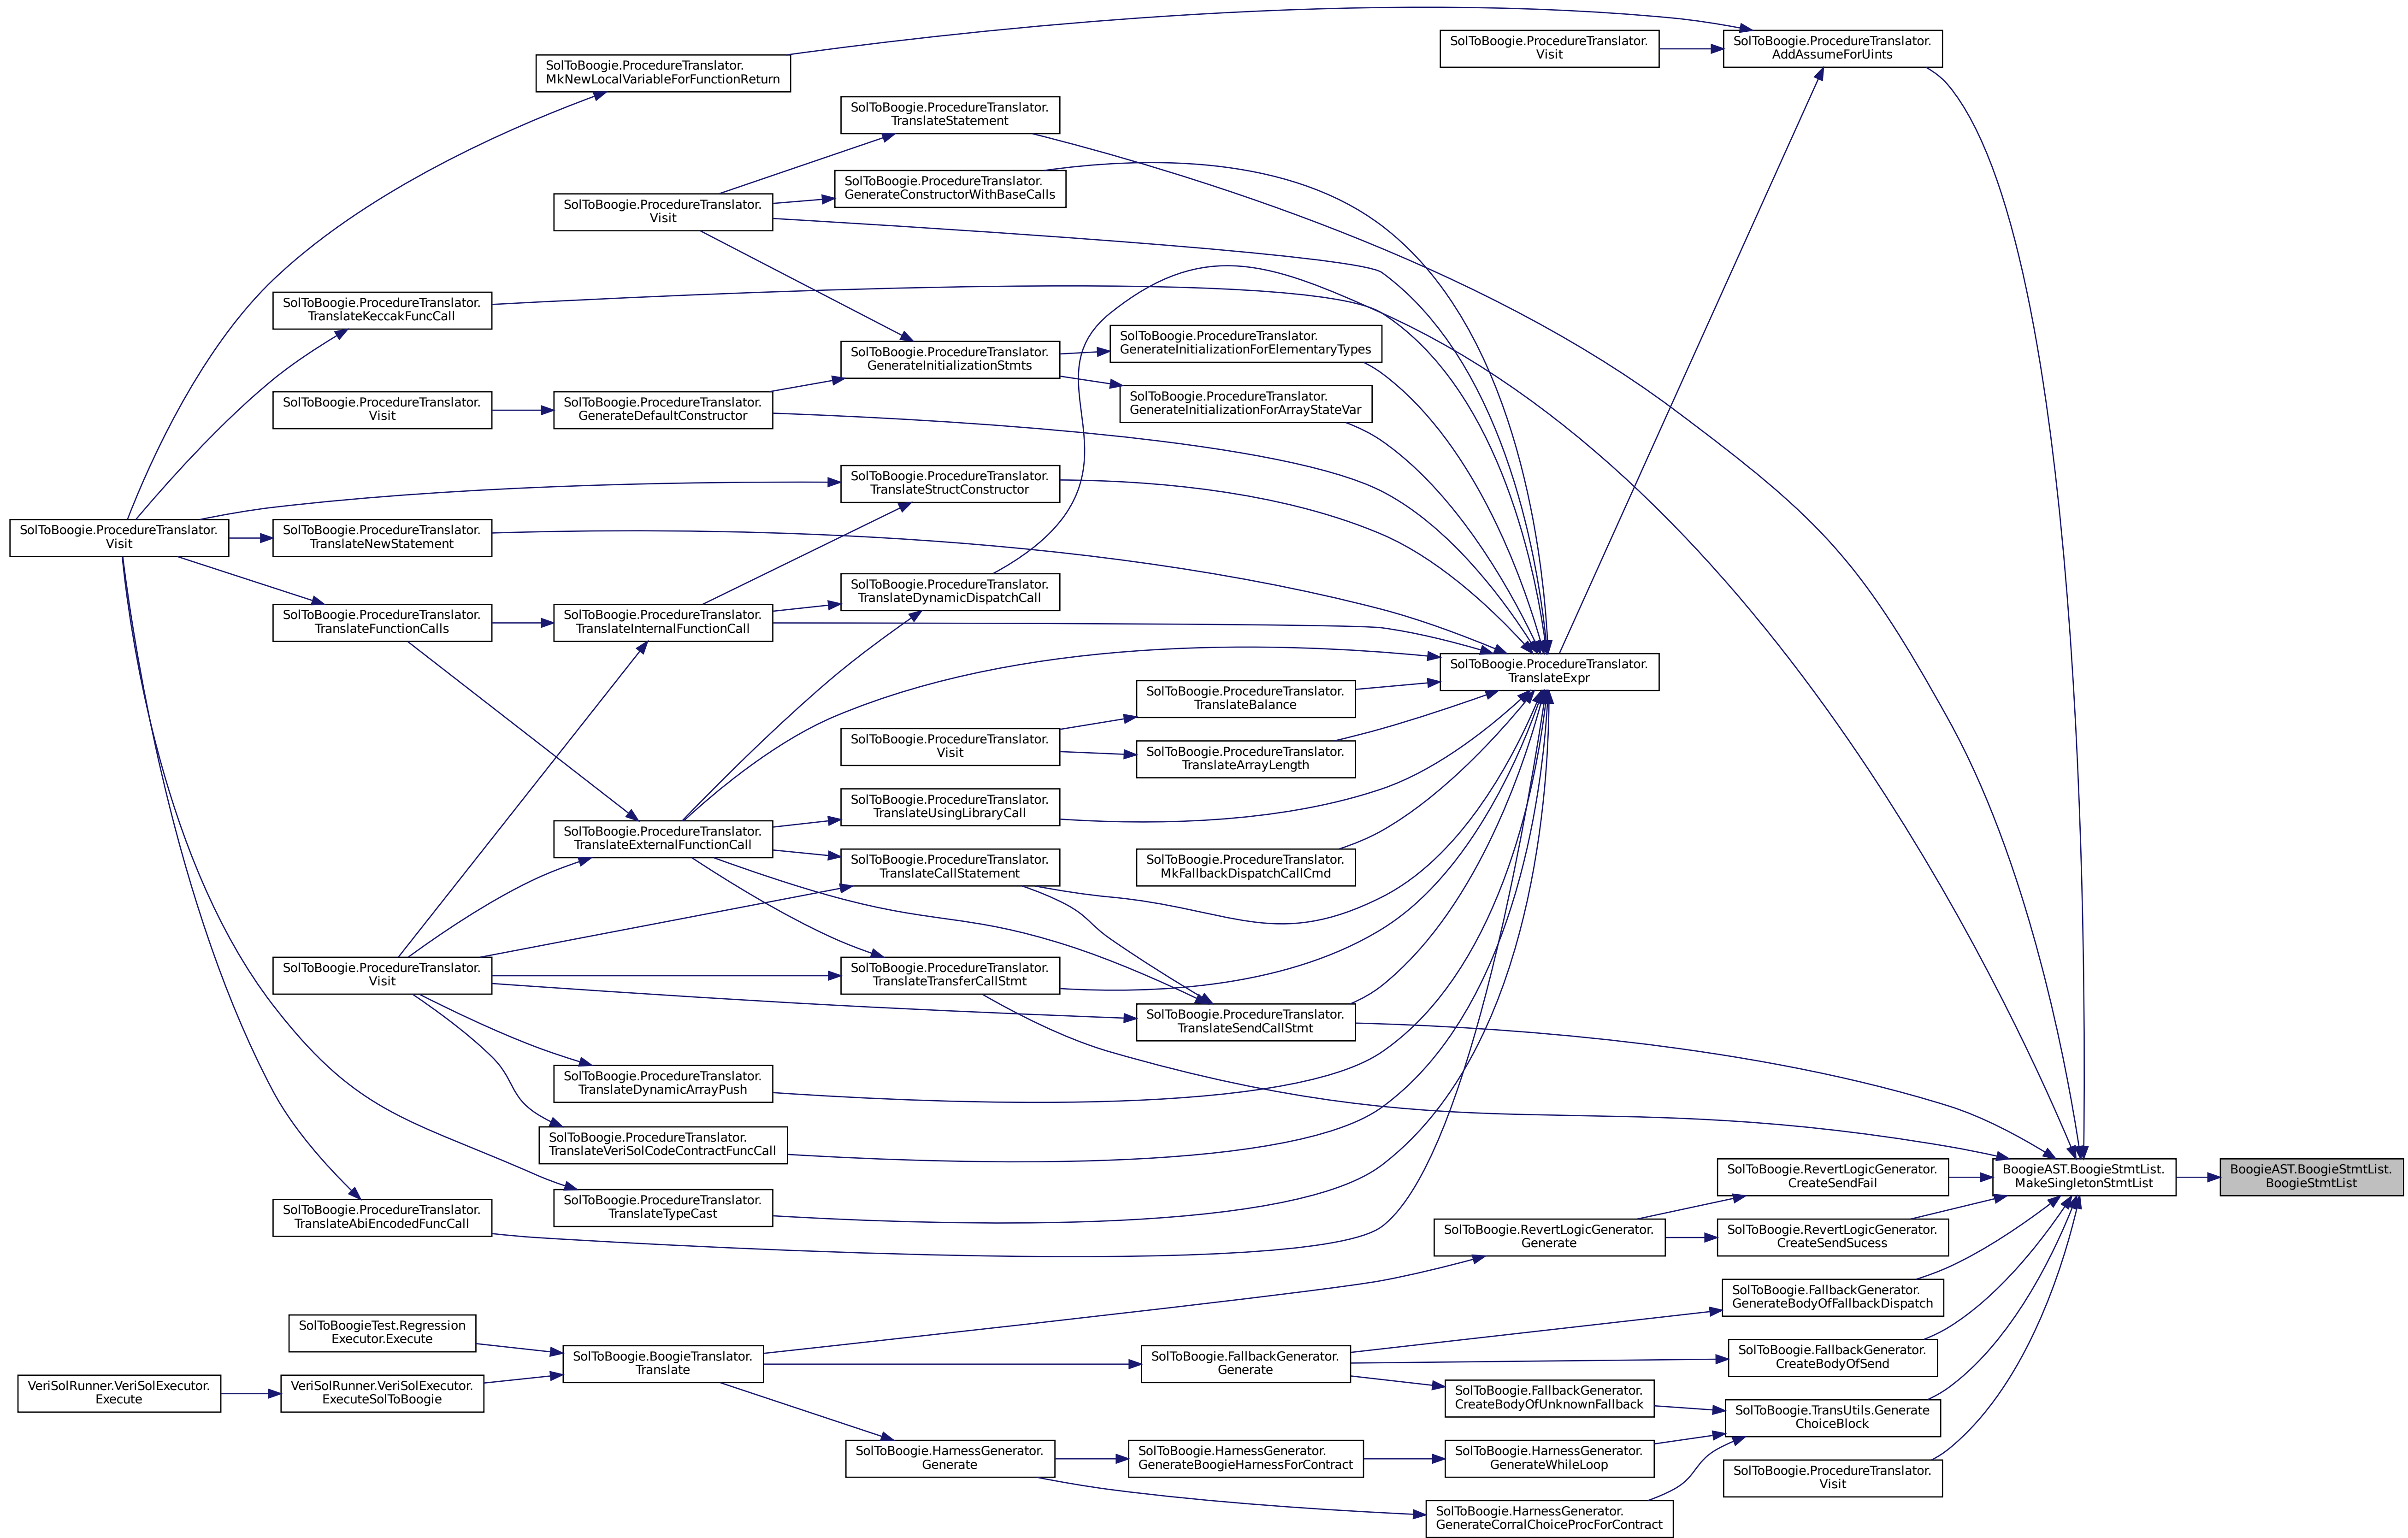 SolToBoogie.ProcedureTranslator.
AddAssumeForUints
SolToBoogie.ProcedureTranslator.
Visit
SolToBoogie.ProcedureTranslator.
MkNewLocalVariableForFunctionReturn
SolToBoogie.ProcedureTranslator.
TranslateStatement
SolToBoogie.ProcedureTranslator.
GenerateConstructorWithBaseCalls
SolToBoogie.ProcedureTranslator.
Visit
SolToBoogie.ProcedureTranslator.
TranslateKeccakFuncCall
SolToBoogie.ProcedureTranslator.
GenerateInitializationForElementaryTypes
SolToBoogie.ProcedureTranslator.
GenerateInitializationStmts
SolToBoogie.ProcedureTranslator.
GenerateInitializationForArrayStateVar
SolToBoogie.ProcedureTranslator.
Visit
SolToBoogie.ProcedureTranslator.
GenerateDefaultConstructor
SolToBoogie.ProcedureTranslator.
TranslateStructConstructor
SolToBoogie.ProcedureTranslator.
Visit
SolToBoogie.ProcedureTranslator.
TranslateNewStatement
SolToBoogie.ProcedureTranslator.
TranslateDynamicDispatchCall
SolToBoogie.ProcedureTranslator.
TranslateFunctionCalls
SolToBoogie.ProcedureTranslator.
TranslateInternalFunctionCall
SolToBoogie.ProcedureTranslator.
TranslateExpr
SolToBoogie.ProcedureTranslator.
TranslateBalance
SolToBoogie.ProcedureTranslator.
Visit
SolToBoogie.ProcedureTranslator.
TranslateArrayLength
SolToBoogie.ProcedureTranslator.
TranslateUsingLibraryCall
SolToBoogie.ProcedureTranslator.
TranslateExternalFunctionCall
SolToBoogie.ProcedureTranslator.
TranslateCallStatement
SolToBoogie.ProcedureTranslator.
MkFallbackDispatchCallCmd
SolToBoogie.ProcedureTranslator.
Visit
SolToBoogie.ProcedureTranslator.
TranslateTransferCallStmt
SolToBoogie.ProcedureTranslator.
TranslateSendCallStmt
SolToBoogie.ProcedureTranslator.
TranslateDynamicArrayPush
SolToBoogie.ProcedureTranslator.
TranslateVeriSolCodeContractFuncCall
SolToBoogie.RevertLogicGenerator.
CreateSendFail
BoogieAST.BoogieStmtList.
MakeSingletonStmtList
BoogieAST.BoogieStmtList.
BoogieStmtList
SolToBoogie.ProcedureTranslator.
TranslateAbiEncodedFuncCall
SolToBoogie.ProcedureTranslator.
TranslateTypeCast
SolToBoogie.RevertLogicGenerator.
Generate
SolToBoogie.RevertLogicGenerator.
CreateSendSucess
SolToBoogie.FallbackGenerator.
GenerateBodyOfFallbackDispatch
SolToBoogieTest.Regression
Executor.Execute
SolToBoogie.BoogieTranslator.
Translate
SolToBoogie.FallbackGenerator.
Generate
SolToBoogie.FallbackGenerator.
CreateBodyOfSend
VeriSolRunner.VeriSolExecutor.
Execute
VeriSolRunner.VeriSolExecutor.
ExecuteSolToBoogie
SolToBoogie.FallbackGenerator.
CreateBodyOfUnknownFallback
SolToBoogie.TransUtils.Generate
ChoiceBlock
SolToBoogie.HarnessGenerator.
Generate
SolToBoogie.HarnessGenerator.
GenerateBoogieHarnessForContract
SolToBoogie.HarnessGenerator.
GenerateWhileLoop
SolToBoogie.ProcedureTranslator.
Visit
SolToBoogie.HarnessGenerator.
GenerateCorralChoiceProcForContract